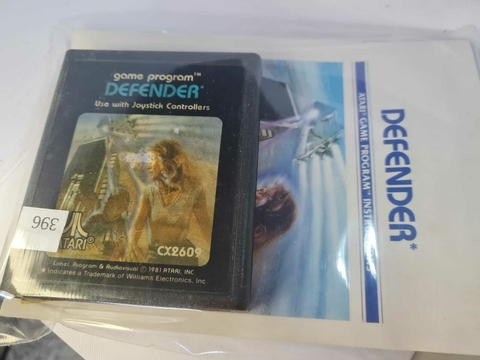 game program™
DEFENDER*
Use with Joystick Controllers
396
ATARI®
CX2609
Label, Program & Audiovisual © 1981 ATARI, INC.
* Indicates a Trademark of Williams Electronics, Inc.
DEFENDER*
ATARI® GAME PROGRAM™ INSTRUCTIONS